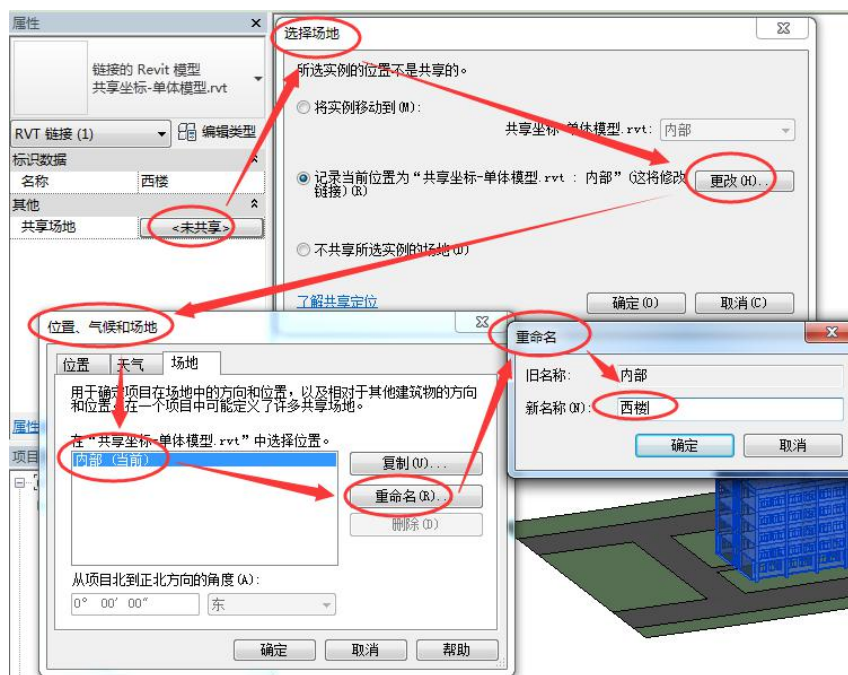 属性
链接的 Revit 模型
共享坐标-单体模型.rvt
RVT 链接 (1)
编辑类型
标识数据
名称
西楼
其他
共享场地
<未共享>
选择场地
所选实例的位置不是共享的。
将实例移动到(M):
共享坐标-单体模型.rvt:
内部
记录当前位置为“共享坐标-单体模型.rvt : 内部”(这将修改
链接)(R)
更改(H)..
不共享所选实例的场地(D)
了解共享定位
确定(O)
取消(C)
位置、气候和场地
位置
天气
场地
用于确定项目在场地中的方向和位置，以及相对于其他建筑物的方向
和位置。在一个项目中可能定义了许多共享场地。
在“共享坐标-单体模型.rvt”中选择位置。
内部 (当前)
复制(U)...
重命名(R)..
删除(D)
从项目北到正北方向的角度(A):
0° 00′ 00″
东
确定
取消
帮助
重命名
旧名称:
内部
新名称(N):
西楼
确定
取消
属性
项目